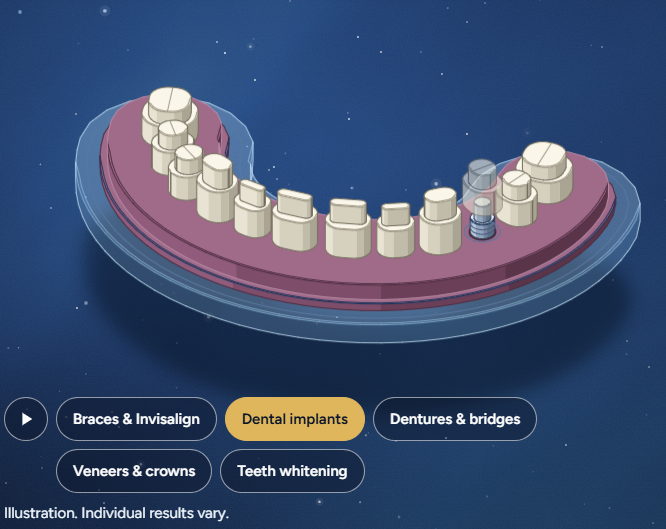 Braces & Invisalign
Dental implants
Dentures & bridges
Veneers & crowns
Teeth whitening
Illustration. Individual results vary.